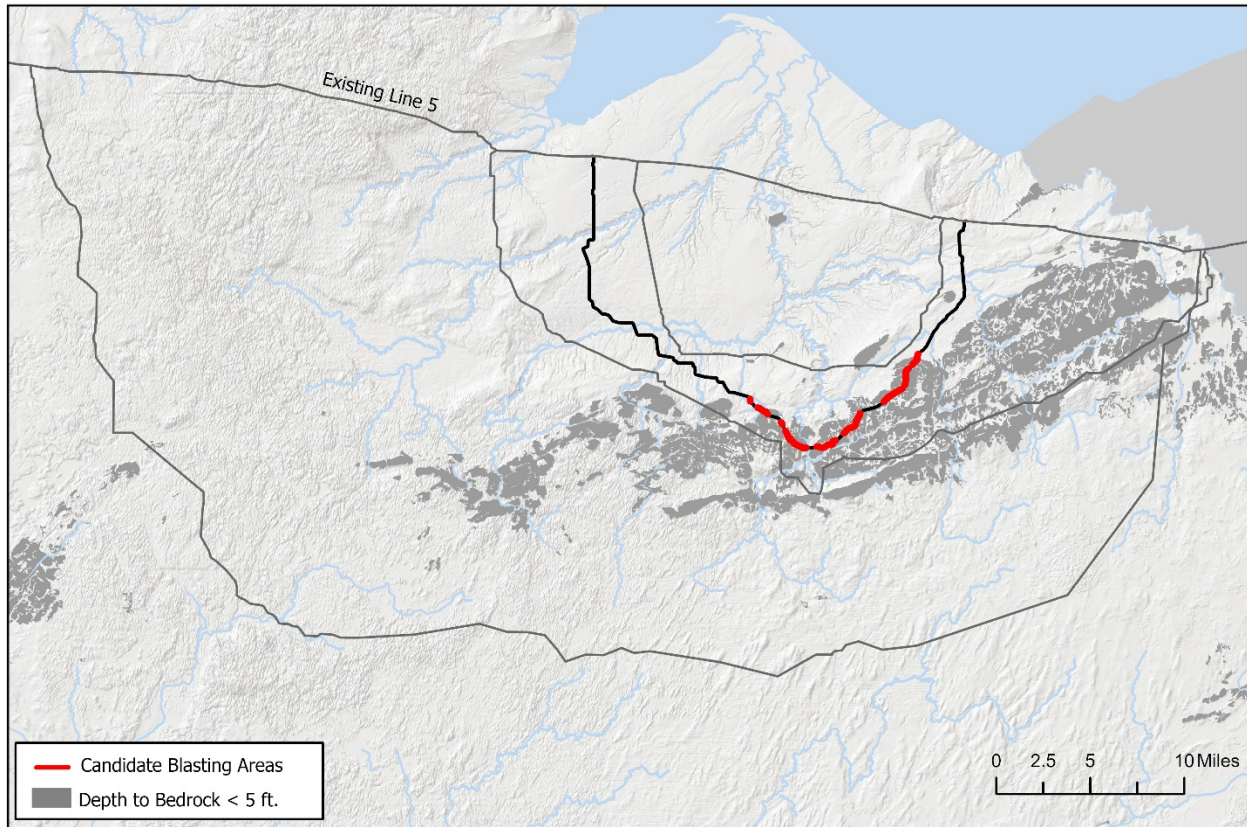 Existing Line 5
Candidate Blasting Areas
Depth to Bedrock < 5 ft.
0 2.5 5 10 Miles